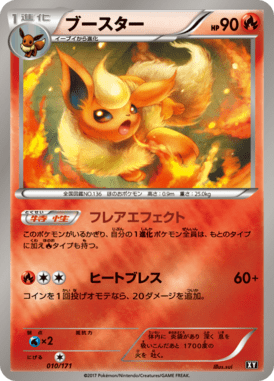 1進化 ブースター HP90
イーブイから進化
全国図鑑NO.136 ほのおポケモン 高さ:0.9m 重さ:25.0kg
特性 フレアエフェクト
このポケモンがいるかぎり、自分の1進化ポケモン全員は、もとのタイプ
に加え タイプも持つ。
ヒートブレス 60+
コインを1回投げオモテなら、20ダメージを追加。
弱点
×2
抵抗力
にげる
010/171
XY
©2017 Pokémon/Nintendo/Creatures/GAME FREAK.